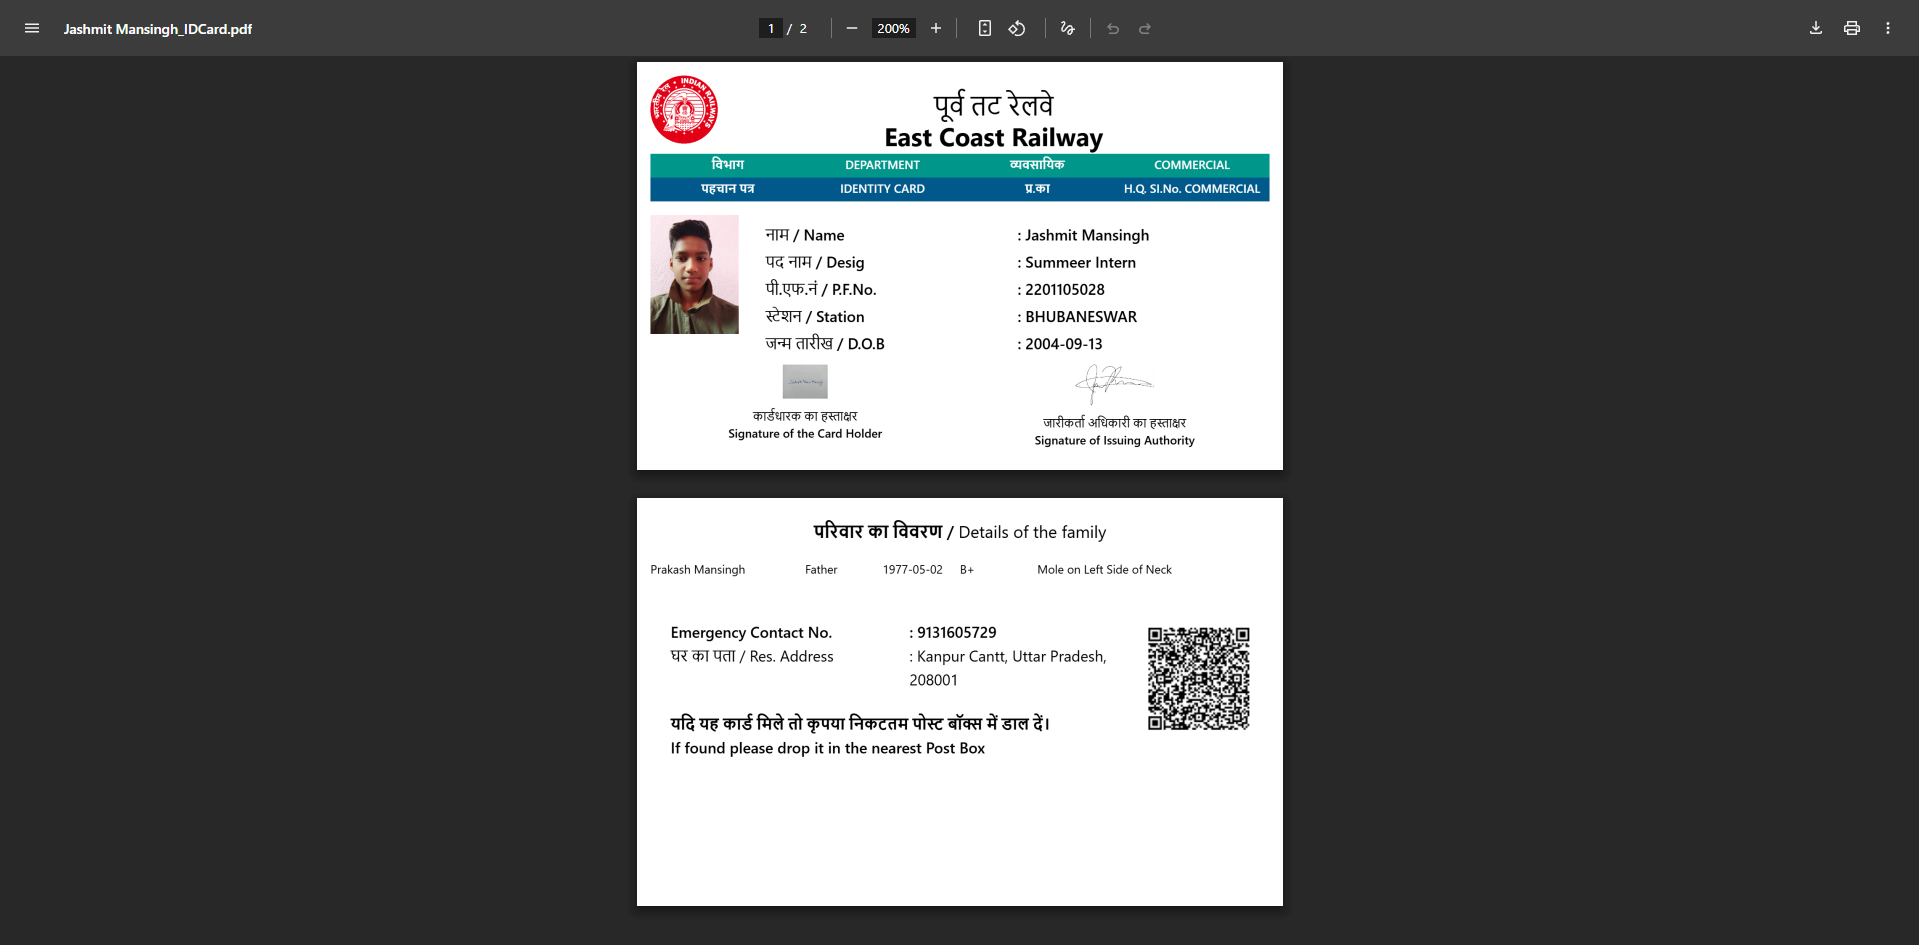 Jashmit Mansingh_IDCard.pdf
1 / 2
200%
भारतीय रेल • INDIAN RAILWAYS
पूर्व तट रेलवे
East Coast Railway
विभाग DEPARTMENT व्यवसायिक COMMERCIAL
पहचान पत्र IDENTITY CARD प्र.का H.Q. SI.No. COMMERCIAL
नाम / Name : Jashmit Mansingh
पद नाम / Desig : Summeer Intern
पी.एफ.नं / P.F.No. : 2201105028
स्टेशन / Station : BHUBANESWAR
जन्म तारीख / D.O.B : 2004-09-13
कार्डधारक का हस्ताक्षर
Signature of the Card Holder
जारीकर्ता अधिकारी का हस्ताक्षर
Signature of Issuing Authority
परिवार का विवरण / Details of the family
Prakash Mansingh Father 1977-05-02 B+ Mole on Left Side of Neck
Emergency Contact No. : 9131605729
घर का पता / Res. Address : Kanpur Cantt, Uttar Pradesh,
208001
यदि यह कार्ड मिले तो कृपया निकटतम पोस्ट बॉक्स में डाल दें।
If found please drop it in the nearest Post Box